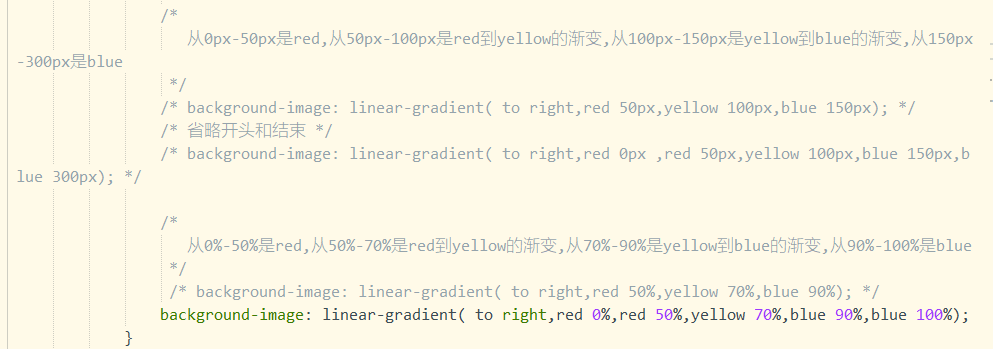 /*
从0px-50px是red,从50px-100px是red到yellow的渐变,从100px-150px是yellow到blue的渐变,从150px
-300px是blue
*/
/* background-image: linear-gradient( to right,red 50px,yellow 100px,blue 150px); */
/* 省略开头和结束 */
/* background-image: linear-gradient( to right,red 0px ,red 50px,yellow 100px,blue 150px,b
lue 300px); */
/*
从0%-50%是red,从50%-70%是red到yellow的渐变,从70%-90%是yellow到blue的渐变,从90%-100%是blue
*/
/* background-image: linear-gradient( to right,red 50%,yellow 70%,blue 90%); */
background-image: linear-gradient( to right,red 0%,red 50%,yellow 70%,blue 90%,blue 100%);
}